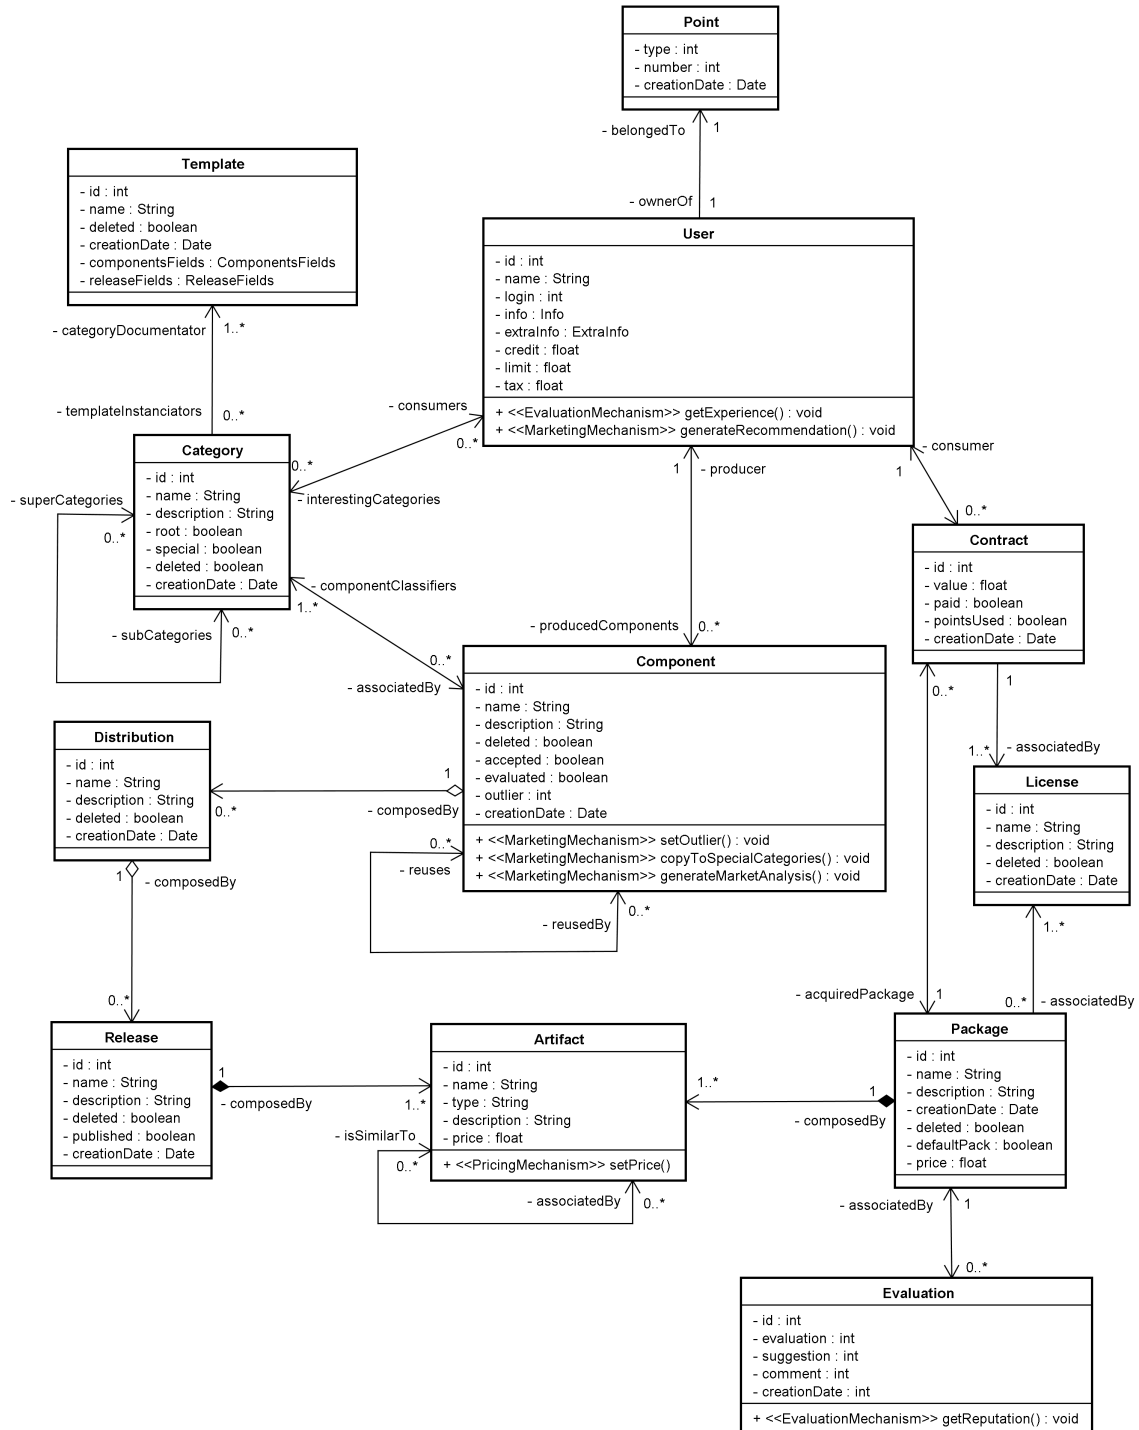 Point
- type : int
- number : int
- creationDate : Date
- belongedTo
1
- ownerOf
1
Template
- id : int
- name : String
- deleted : boolean
- creationDate : Date
- componentsFields : ComponentsFields
- releaseFields : ReleaseFields
- categoryDocumentator
1..*
- templateInstanciators
0..*
User
- id : int
- name : String
- login : int
- info : Info
- extraInfo : ExtraInfo
- credit : float
- limit : float
- tax : float
+ <<EvaluationMechanism>> getExperience() : void
+ <<MarketingMechanism>> generateRecommendation() : void
- consumers
0..*
0..*
- interestingCategories
Category
- id : int
- name : String
- description : String
- root : boolean
- special : boolean
- deleted : boolean
- creationDate : Date
- superCategories
0..*
- subCategories
0..*
- componentClassifiers
1..*
0..*
- associatedBy
1
- producer
- producedComponents
0..*
- consumer
1
0..*
Contract
- id : int
- value : float
- paid : boolean
- pointsUsed : boolean
- creationDate : Date
0..*
1
1..*
- associatedBy
Component
- id : int
- name : String
- description : String
- deleted : boolean
- accepted : boolean
- evaluated : boolean
- outlier : int
- creationDate : Date
+ <<MarketingMechanism>> setOutlier() : void
+ <<MarketingMechanism>> copyToSpecialCategories() : void
+ <<MarketingMechanism>> generateMarketAnalysis() : void
1
- composedBy
0..*
0..*
- reuses
- reusedBy
0..*
Distribution
- id : int
- name : String
- description : String
- deleted : boolean
- creationDate : Date
1
- composedBy
0..*
License
- id : int
- name : String
- description : String
- deleted : boolean
- creationDate : Date
1..*
0..*
- associatedBy
- acquiredPackage
1
Release
- id : int
- name : String
- description : String
- deleted : boolean
- published : boolean
- creationDate : Date
1
- composedBy
1..*
Artifact
- id : int
- name : String
- type : String
- description : String
- price : float
+ <<PricingMechanism>> setPrice()
- isSimilarTo
0..*
- associatedBy
0..*
1..*
1
- composedBy
Package
- id : int
- name : String
- description : String
- creationDate : Date
- deleted : boolean
- defaultPack : boolean
- price : float
- associatedBy
1
0..*
Evaluation
- id : int
- evaluation : int
- suggestion : int
- comment : int
- creationDate : int
+ <<EvaluationMechanism>> getReputation() : void